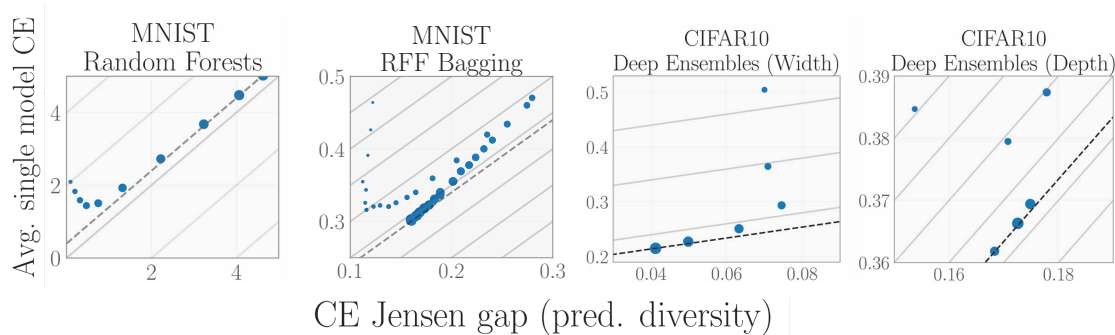 Avg. single model CE
MNIST
Random Forests
4
2
0
2
4
MNIST
RFF Bagging
0.5
0.4
0.3
0.1
0.2
0.3
CIFAR10
Deep Ensembles (Width)
0.5
0.4
0.3
0.2
0.04
0.06
0.08
CIFAR10
Deep Ensembles (Depth)
0.39
0.38
0.37
0.36
0.16
0.18
CE Jensen gap (pred. diversity)